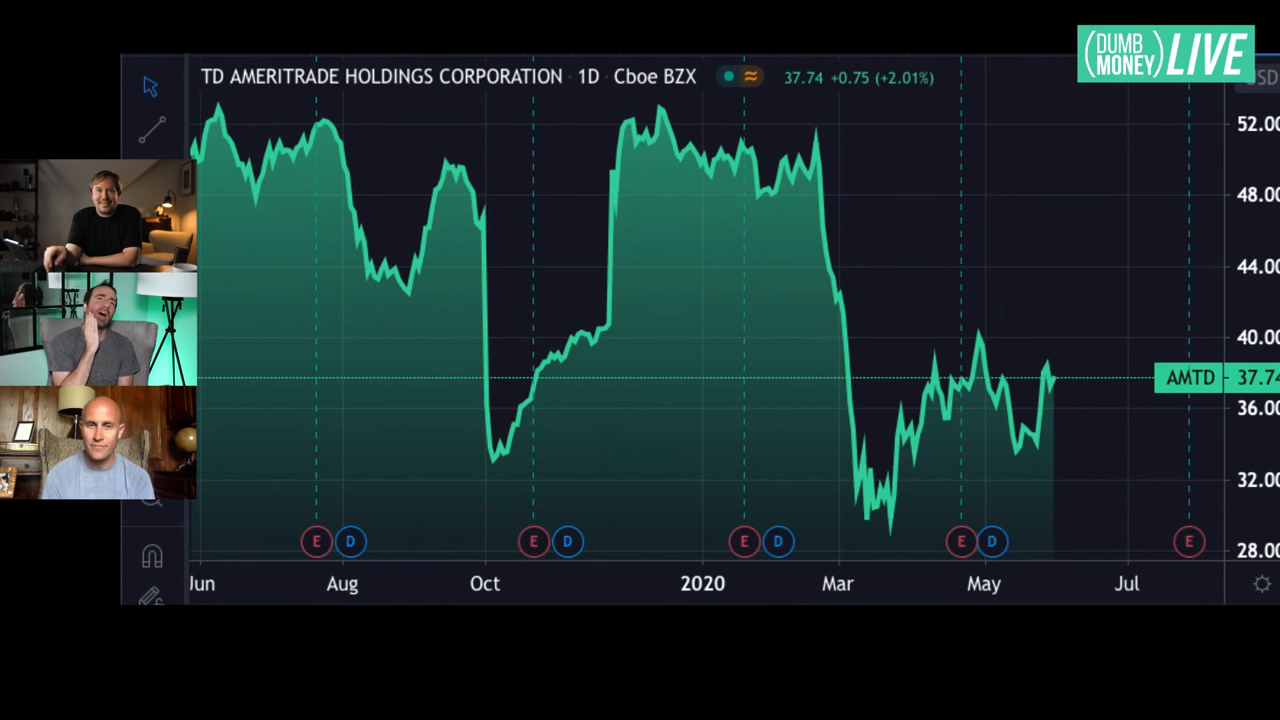 (DUMB MONEY) LIVE
TD AMERITRADE HOLDINGS CORPORATION · 1D · Cboe BZX
37.74 +0.75 (+2.01%)
USD
52.00
48.00
44.00
40.00
AMTD 37.74
36.00
32.00
28.00
E D E D E D E D E
Jun Aug Oct 2020 Mar May Jul